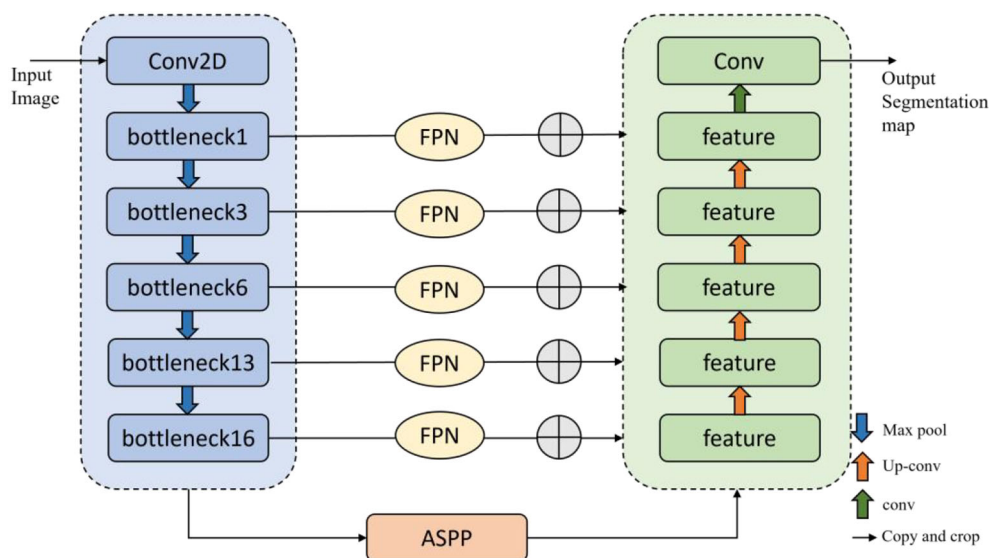 Input
Image
Conv2D
Conv
Output
Segmentation
map
bottleneck1
FPN
feature
bottleneck3
FPN
feature
bottleneck6
FPN
feature
bottleneck13
FPN
feature
bottleneck16
FPN
feature
ASPP
Max pool
Up-conv
conv
Copy and crop